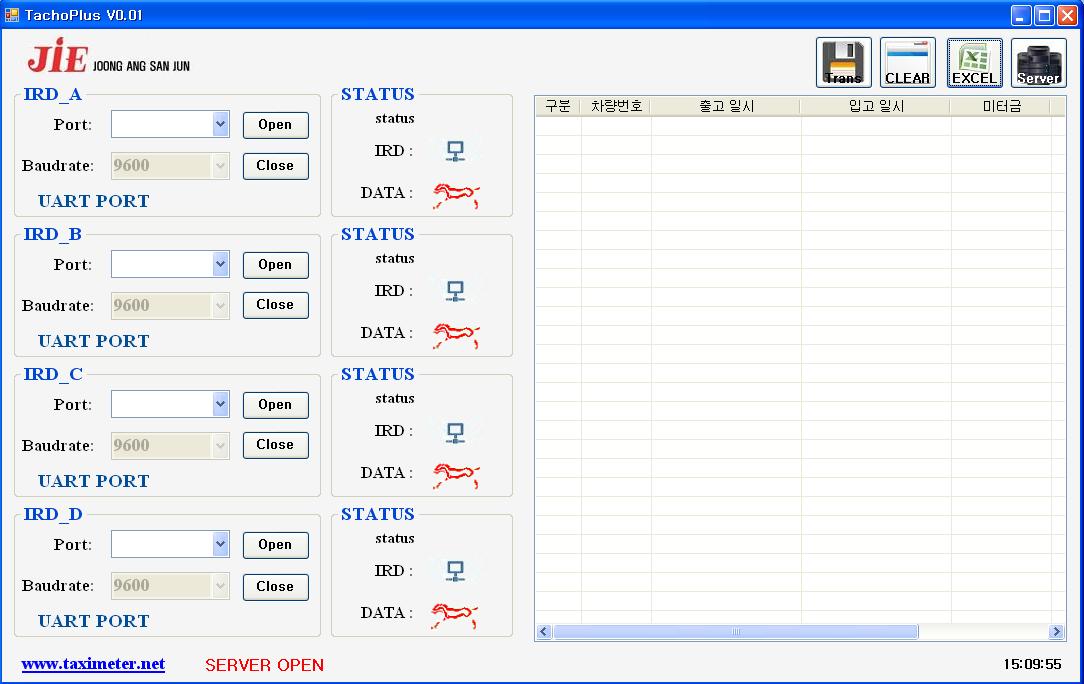 TachoPlus V0.01
JiE JOONG ANG SAN JUN
Trans CLEAR EXCEL Server
IRD_A
Port: Open
Baudrate: 9600 Close
UART PORT
STATUS
status
IRD :
DATA :
IRD_B
Port: Open
Baudrate: 9600 Close
UART PORT
STATUS
status
IRD :
DATA :
IRD_C
Port: Open
Baudrate: 9600 Close
UART PORT
STATUS
status
IRD :
DATA :
IRD_D
Port: Open
Baudrate: 9600 Close
UART PORT
STATUS
status
IRD :
DATA :
구분 차량번호 출고 일시 입고 일시 미터금
www.taximeter.net SERVER OPEN 15:09:55